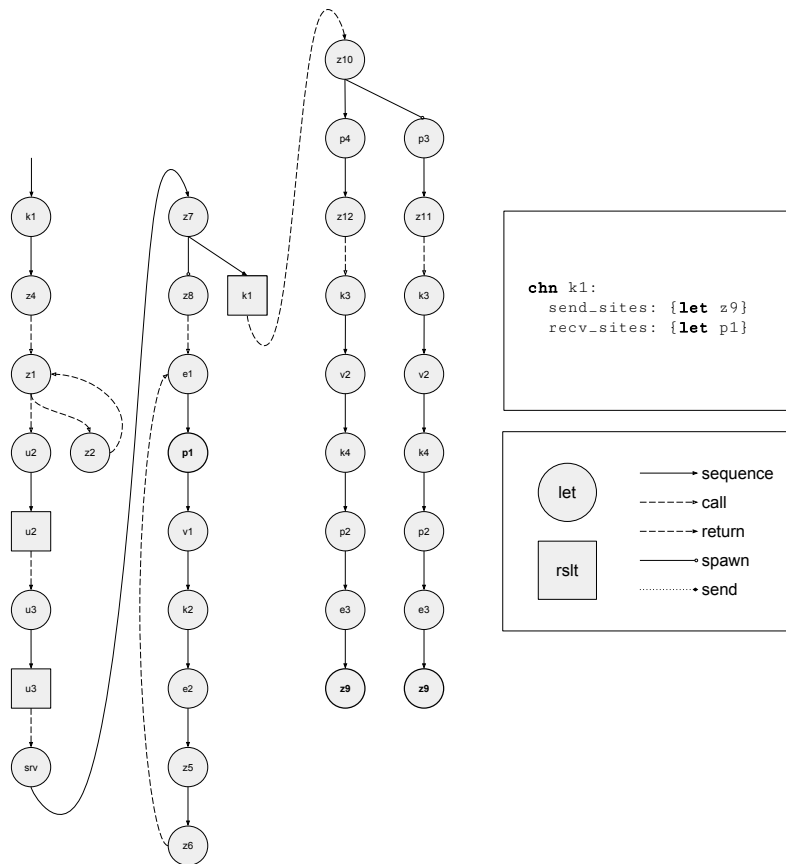 z10
p4
p3
k1
z7
z12
z11
z4
z8
k1
k3
k3
z1
e1
v2
v2
u2
z2
p1
k4
k4
u2
v1
p2
p2
u3
k2
e3
e3
u3
e2
z9
z9
srv
z5
z6
chn k1:
send_sites: {let z9}
recv_sites: {let p1}
let
rslt
sequence
call
return
spawn
send